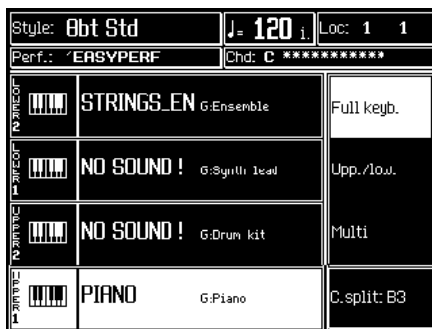 Style: 8bt Std ♩= 120 i. Loc: 1 1
Perf.: ´EASYPERF Chd: C ***********
LOWER 2 STRINGS_EN G:Ensemble Full keyb.
LOWER 1 NO SOUND ! G:Synth lead Upp./low.
UPPER 2 NO SOUND ! G:Drum kit Multi
UPPER 1 PIANO G:Piano C.split: B3